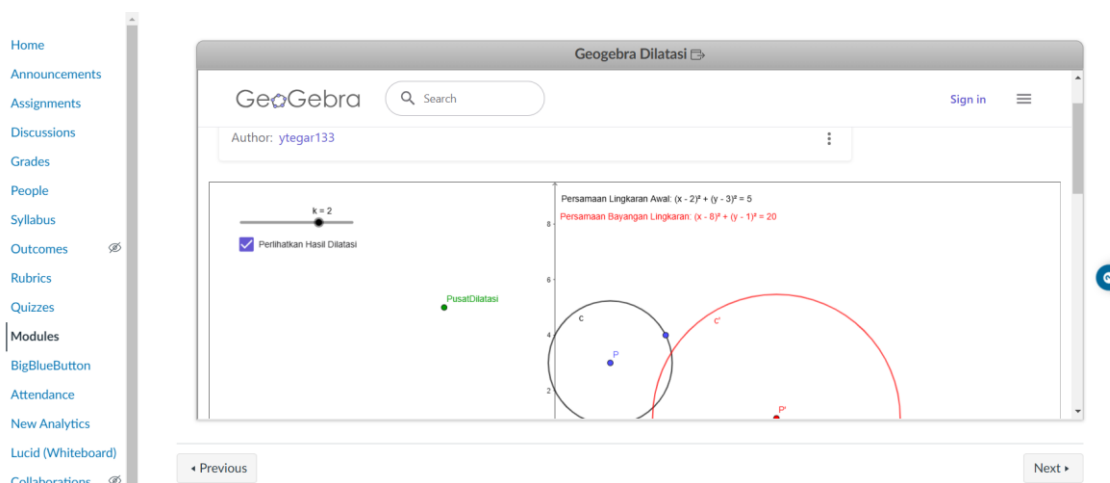 Home
Announcements
Assignments
Discussions
Grades
People
Syllabus
Outcomes
Rubrics
Quizzes
Modules
BigBlueButton
Attendance
New Analytics
Lucid (Whiteboard)
Collaborations
Geogebra Dilatasi
GeoGebra
Search
Sign in
Author: ytegar133
k = 2
Perlihatkan Hasil Dilatasi
Persamaan Lingkaran Awal: (x - 2)² + (y - 3)² = 5
Persamaan Bayangan Lingkaran: (x - 8)² + (y - 1)² = 20
8
6
PusatDilatasi
c
c'
4
P
2
P'
Previous
Next